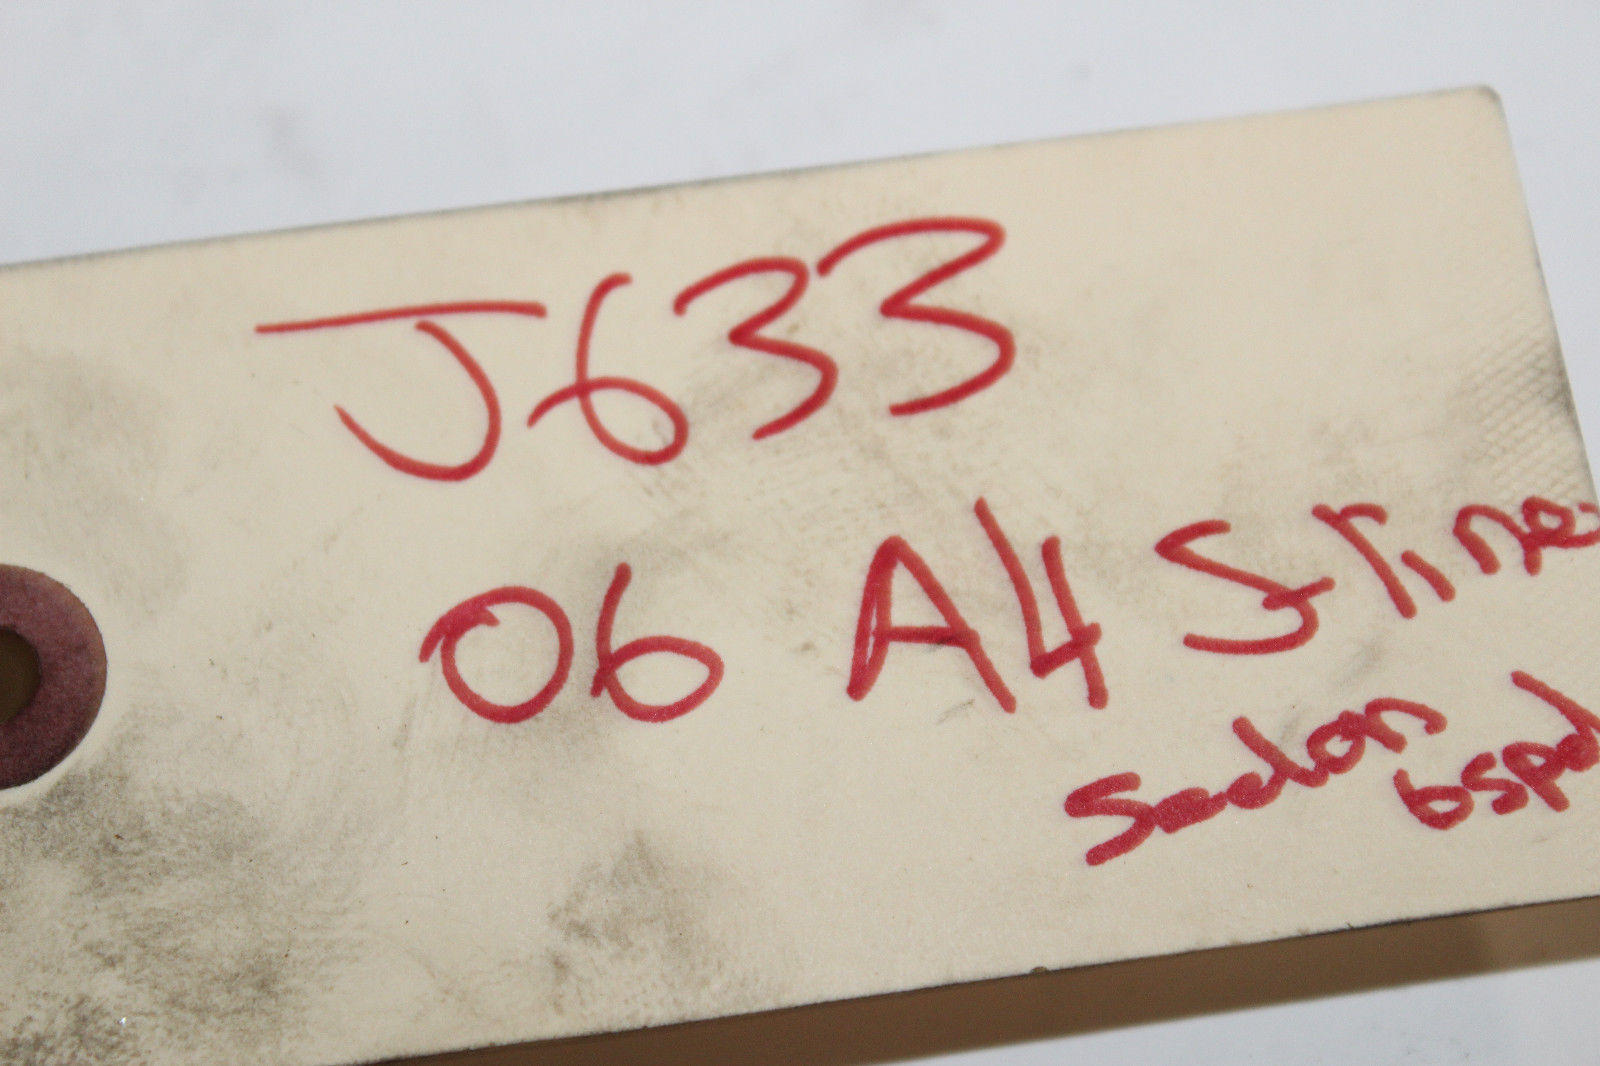 J633
06 A4 S line
sedan 6spd